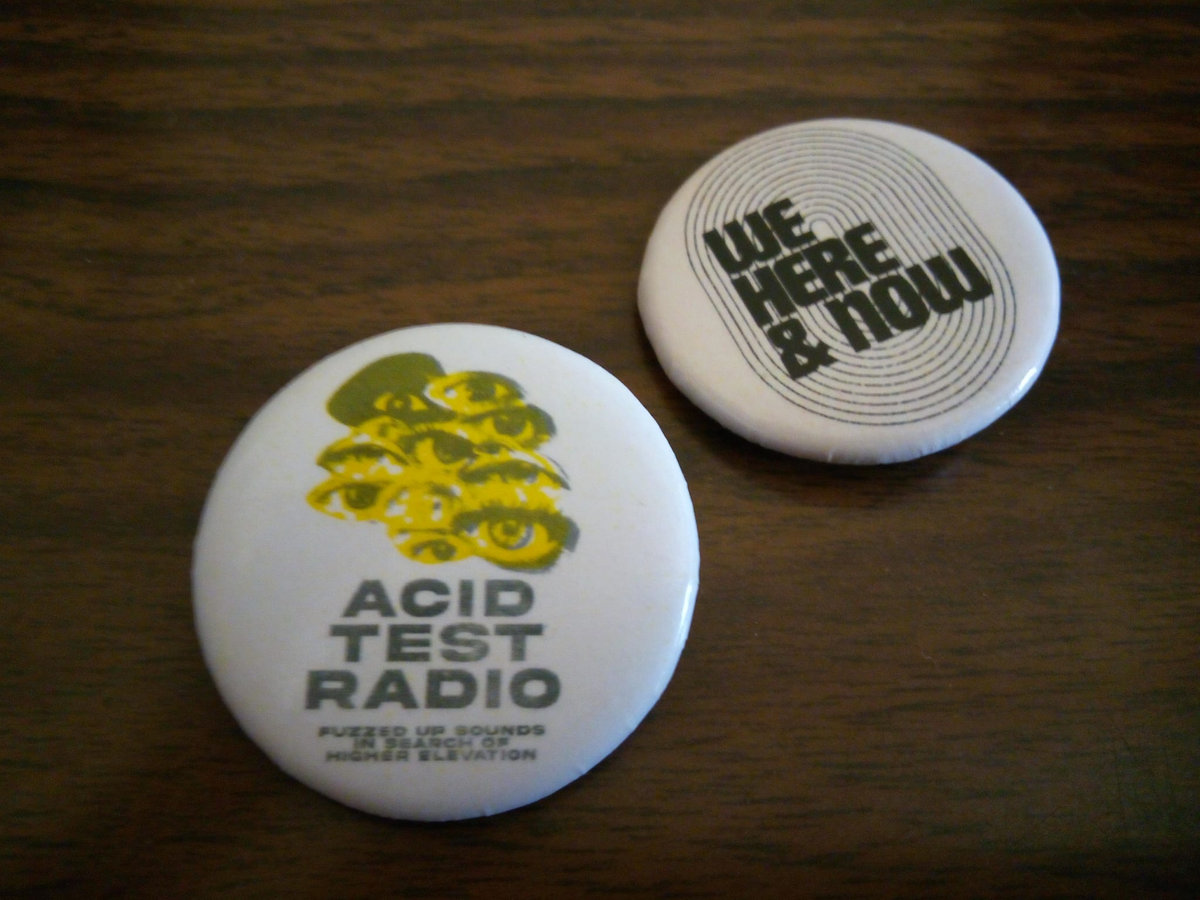 ACID
TEST
RADIO
FUZZED UP SOUNDS
IN SEARCH OF
HIGHER ELEVATION
WE
HERE
& NOW